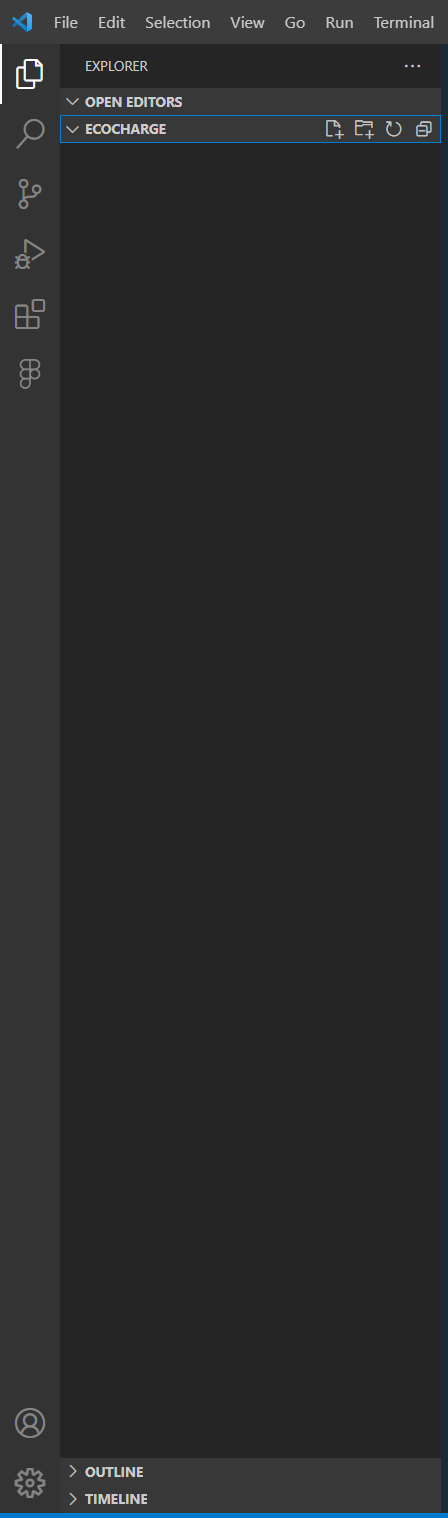 File Edit Selection View Go Run Terminal
EXPLORER
OPEN EDITORS
ECOCHARGE
OUTLINE
TIMELINE